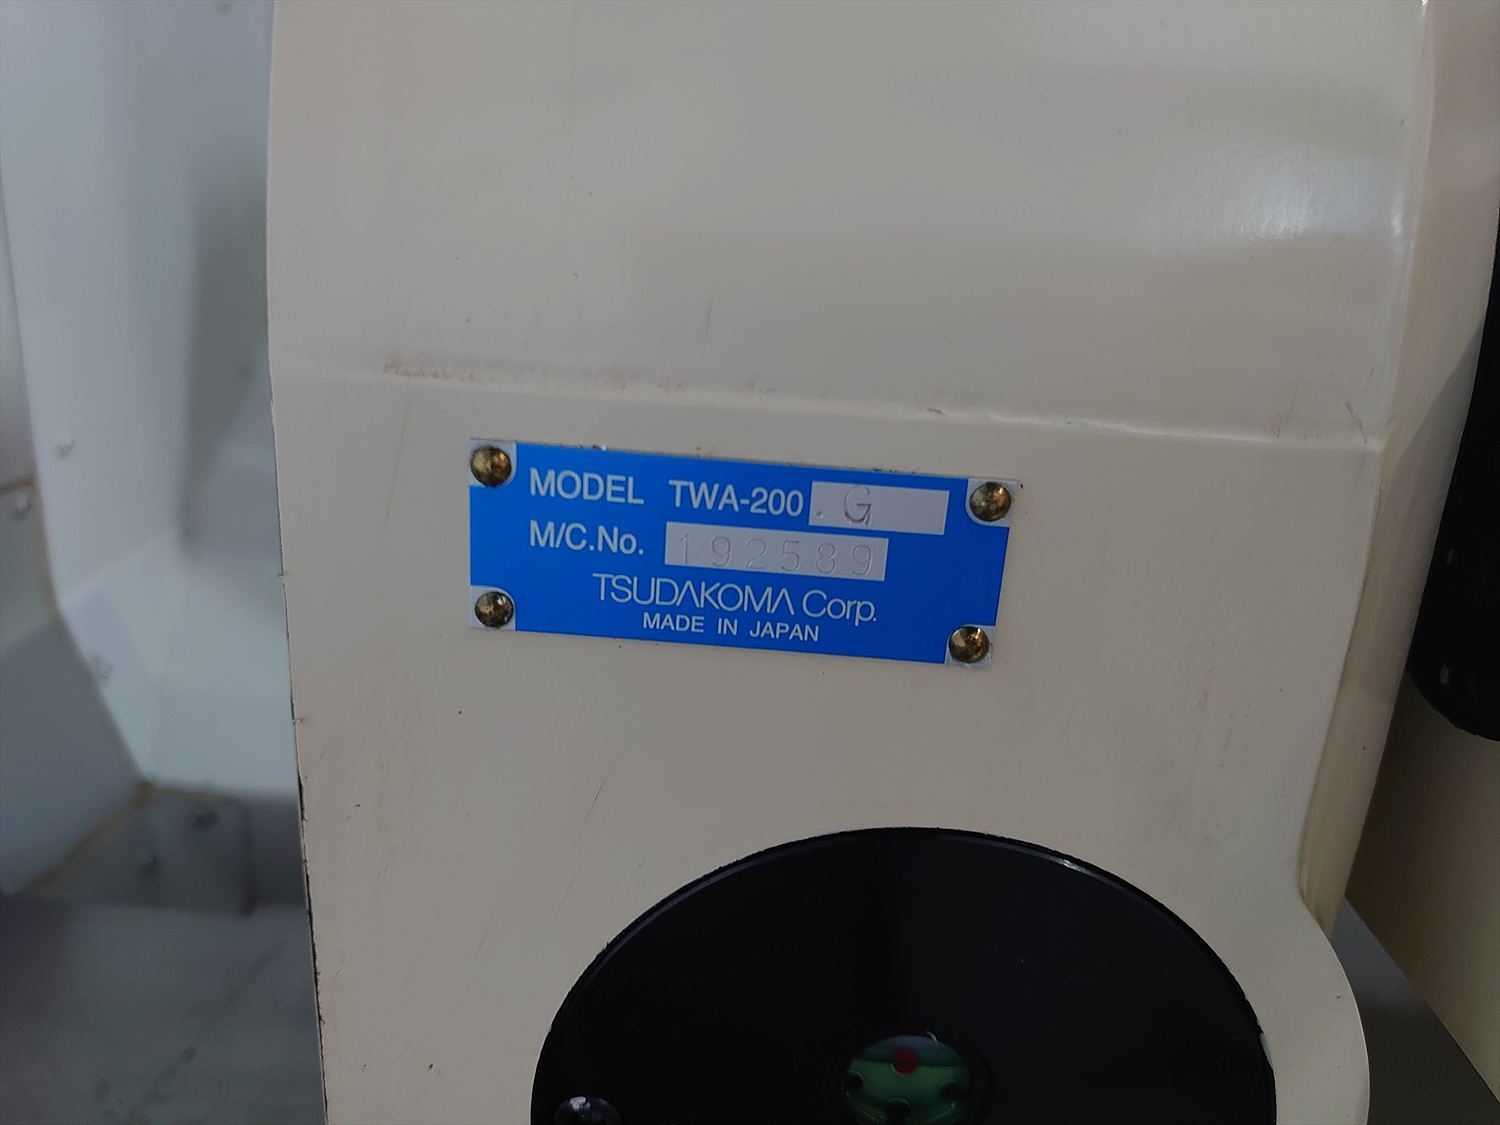 MODEL TWA-200 .G
M/C.No. 192589
TSUDAKOMA Corp.
MADE IN JAPAN